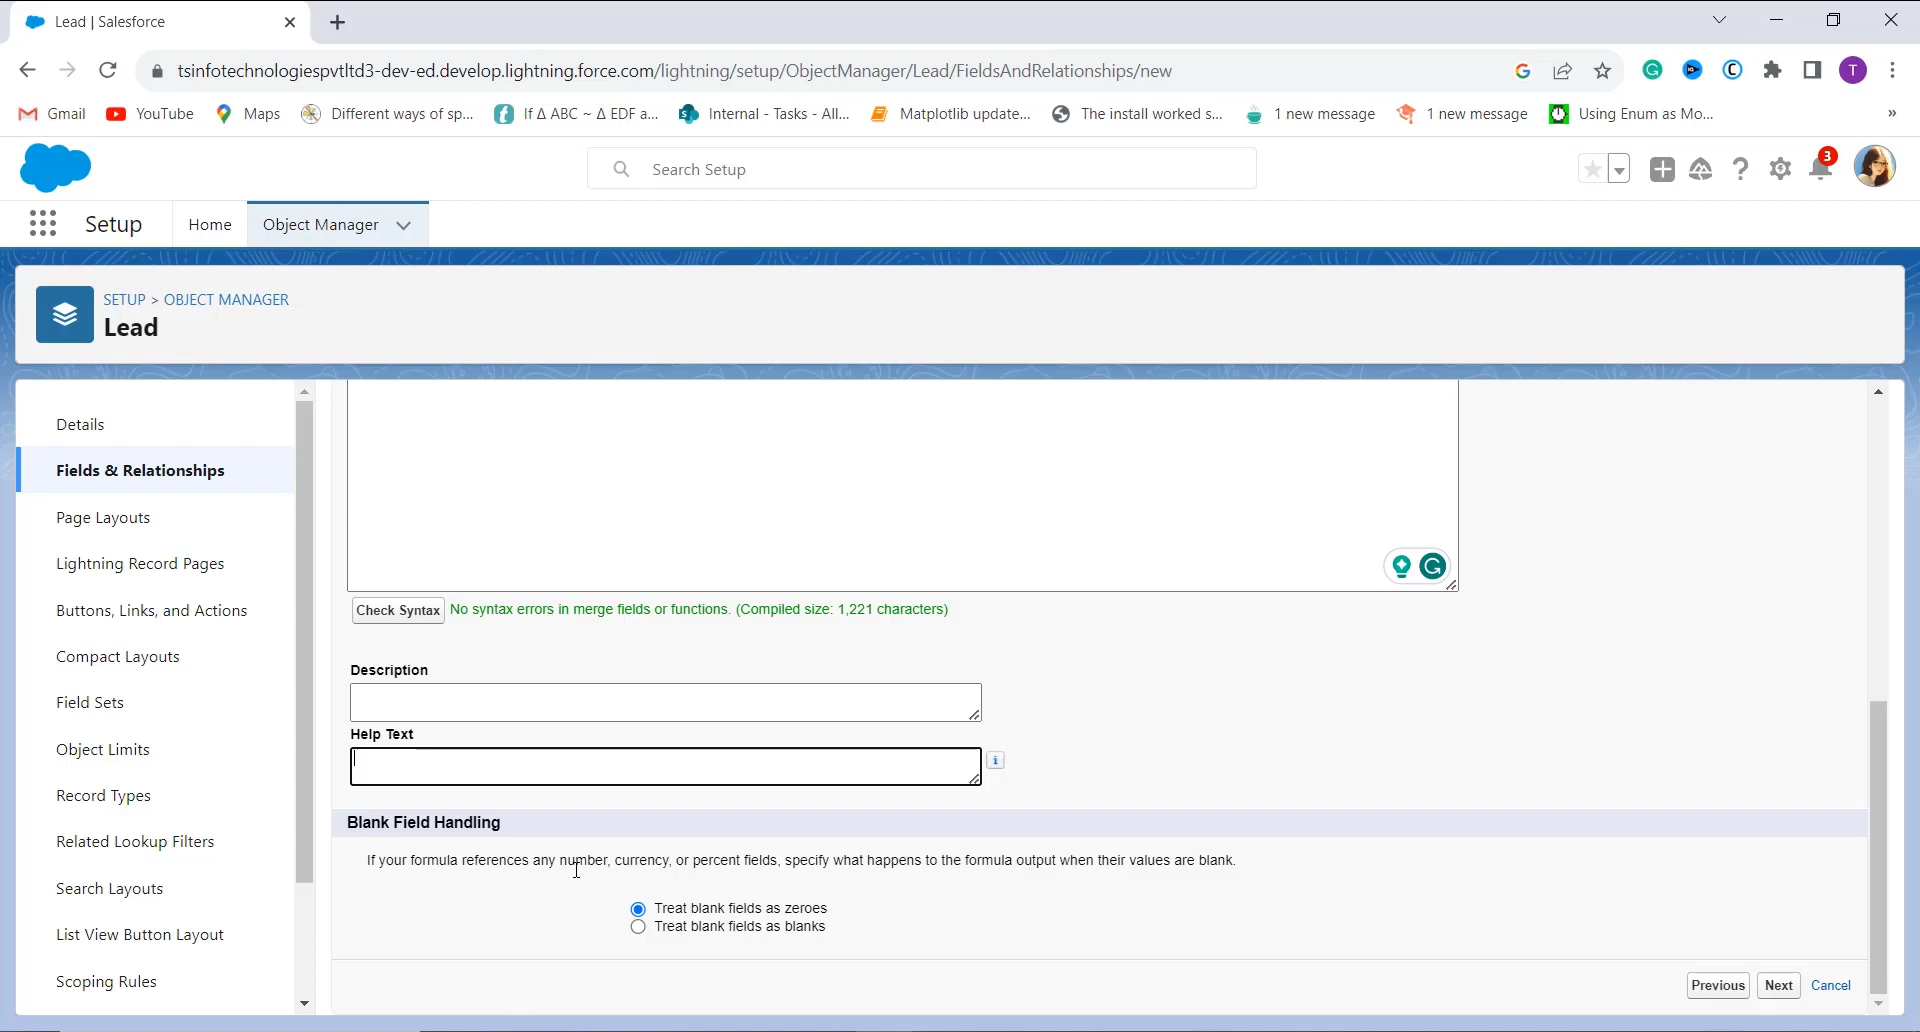 Lead | Salesforce
tsinfotechnologiespvtltd3-dev-ed.develop.lightning.force.com/lightning/setup/ObjectManager/Lead/FieldsAndRelationships/new
T
Gmail YouTube Maps Different ways of sp... If Δ ABC ~ Δ EDF a... Internal - Tasks - All... Matplotlib update... The install worked s... 1 new message 1 new message Using Enum as Mo... »
Search Setup
3
Setup Home Object Manager
SETUP > OBJECT MANAGER
Lead
Details
Fields & Relationships
Page Layouts
Lightning Record Pages
Buttons, Links, and Actions
Compact Layouts
Field Sets
Object Limits
Record Types
Related Lookup Filters
Search Layouts
List View Button Layout
Scoping Rules
Check Syntax No syntax errors in merge fields or functions. (Compiled size: 1,221 characters)
Description
Help Text
Blank Field Handling
If your formula references any number, currency, or percent fields, specify what happens to the formula output when their values are blank.
Treat blank fields as zeroes
Treat blank fields as blanks
Previous Next Cancel